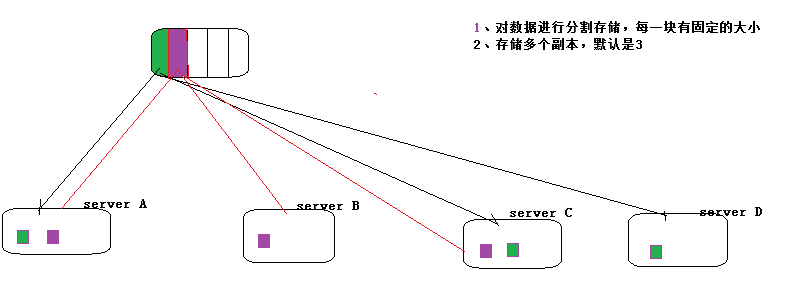 1、对数据进行分割存储，每一块有固定的大小
2、存储多个副本，默认是3
server A
server B
server C
server D